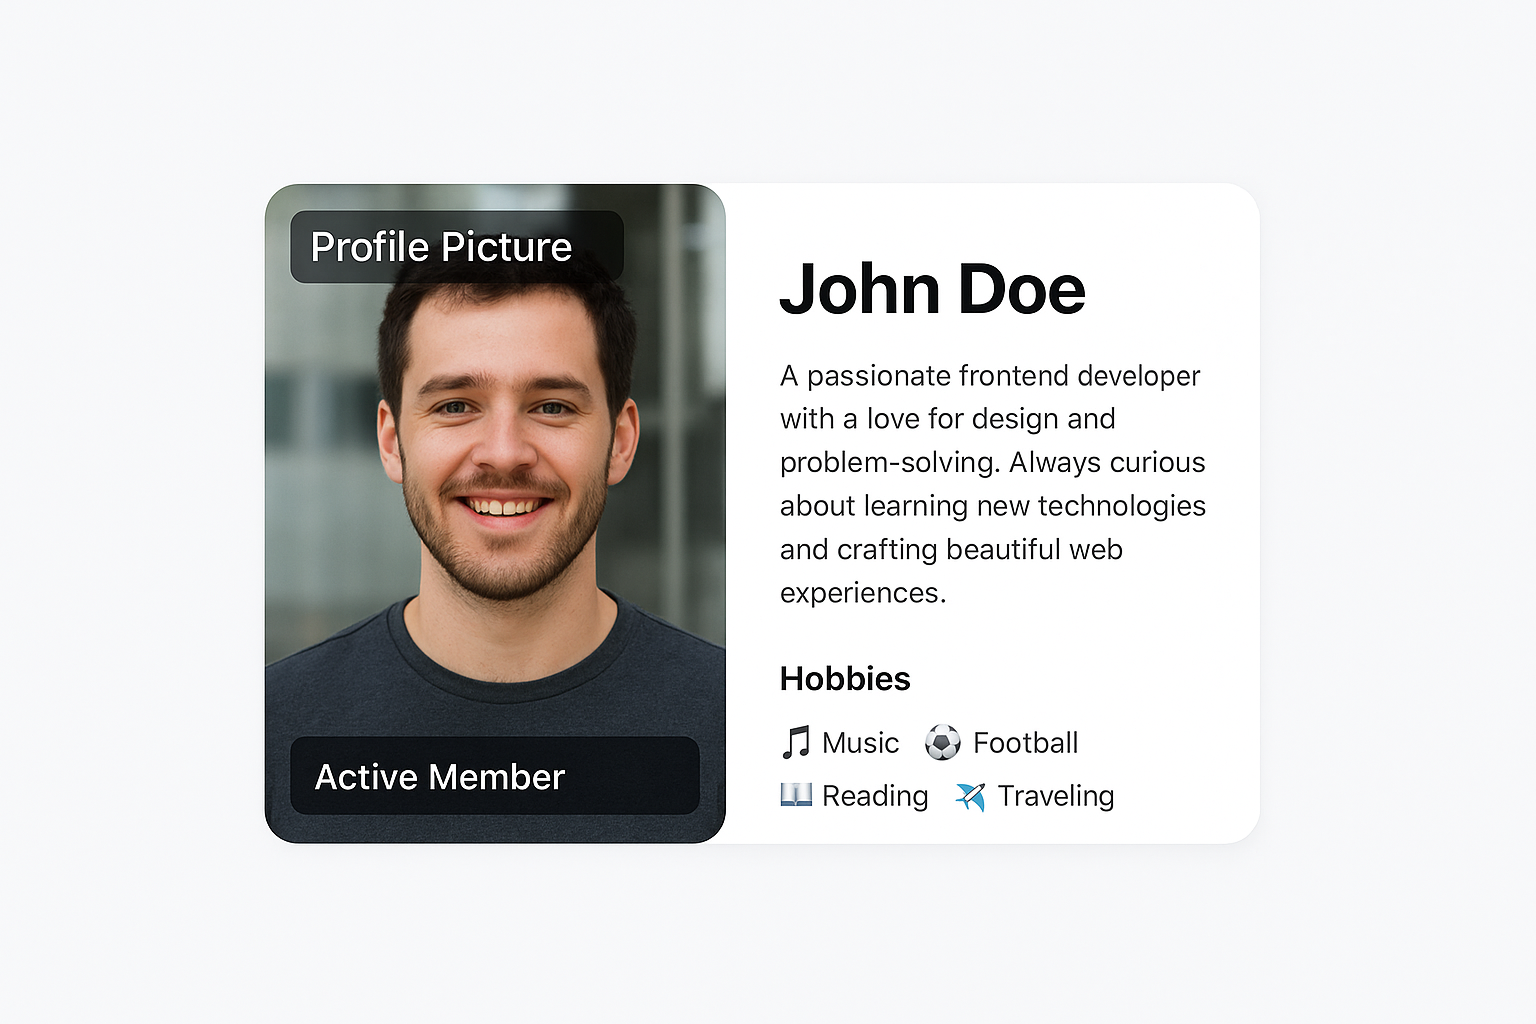 Profile Picture
Active Member
John Doe
A passionate frontend developer
with a love for design and
problem-solving. Always curious
about learning new technologies
and crafting beautiful web
experiences.
Hobbies
🎵 Music ⚽ Football
📖 Reading ✈️ Traveling